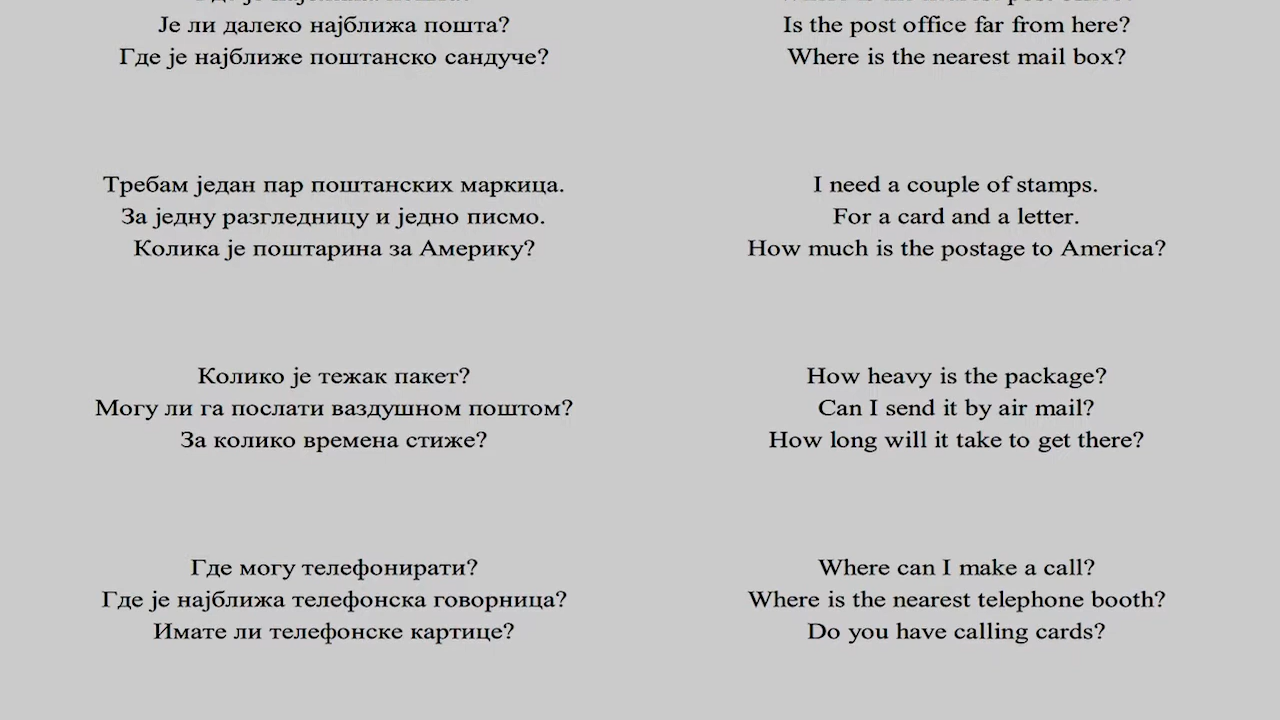 Је ли далеко најближа пошта?
Где је најближе поштанско сандуче?
Требам један пар поштанских маркица.
За једну разгледницу и једно писмо.
Колика је поштарина за Америку?
Колико је тежак пакет?
Могу ли га послати ваздушном поштом?
За колико времена стиже?
Где могу телефонирати?
Где је најближа телефонска говорница?
Имате ли телефонске картице?
Is the post office far from here?
Where is the nearest mail box?
I need a couple of stamps.
For a card and a letter.
How much is the postage to America?
How heavy is the package?
Can I send it by air mail?
How long will it take to get there?
Where can I make a call?
Where is the nearest telephone booth?
Do you have calling cards?